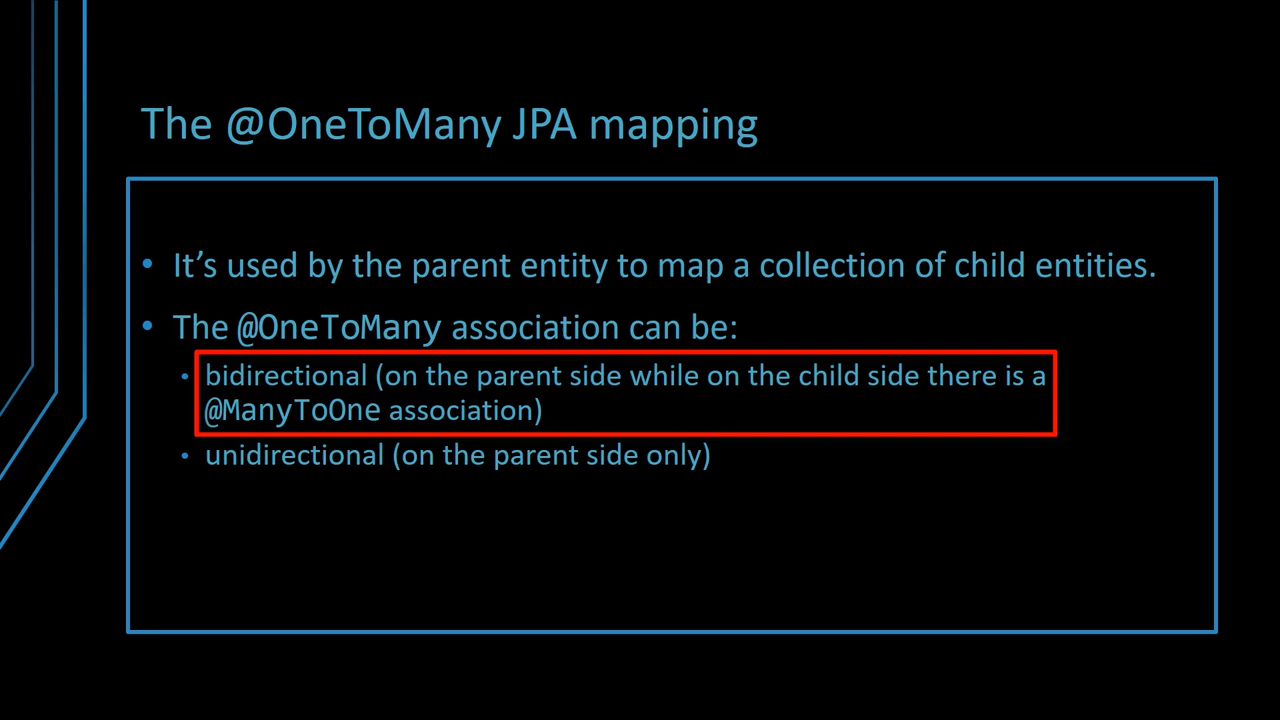 The @OneToMany JPA mapping
• It’s used by the parent entity to map a collection of child entities.
• The @OneToMany association can be:
• bidirectional (on the parent side while on the child side there is a
@ManyToOne association)
• unidirectional (on the parent side only)